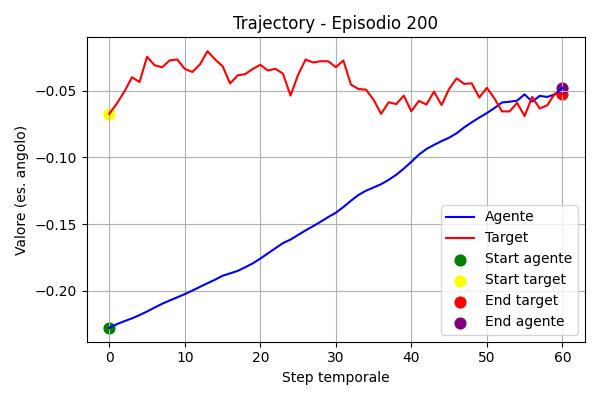 Trajectory - Episodio 200
Valore (es. angolo)
−0.05
−0.10
−0.15
−0.20
0
10
20
30
40
50
60
Step temporale
Agente
Target
Start agente
Start target
End target
End agente